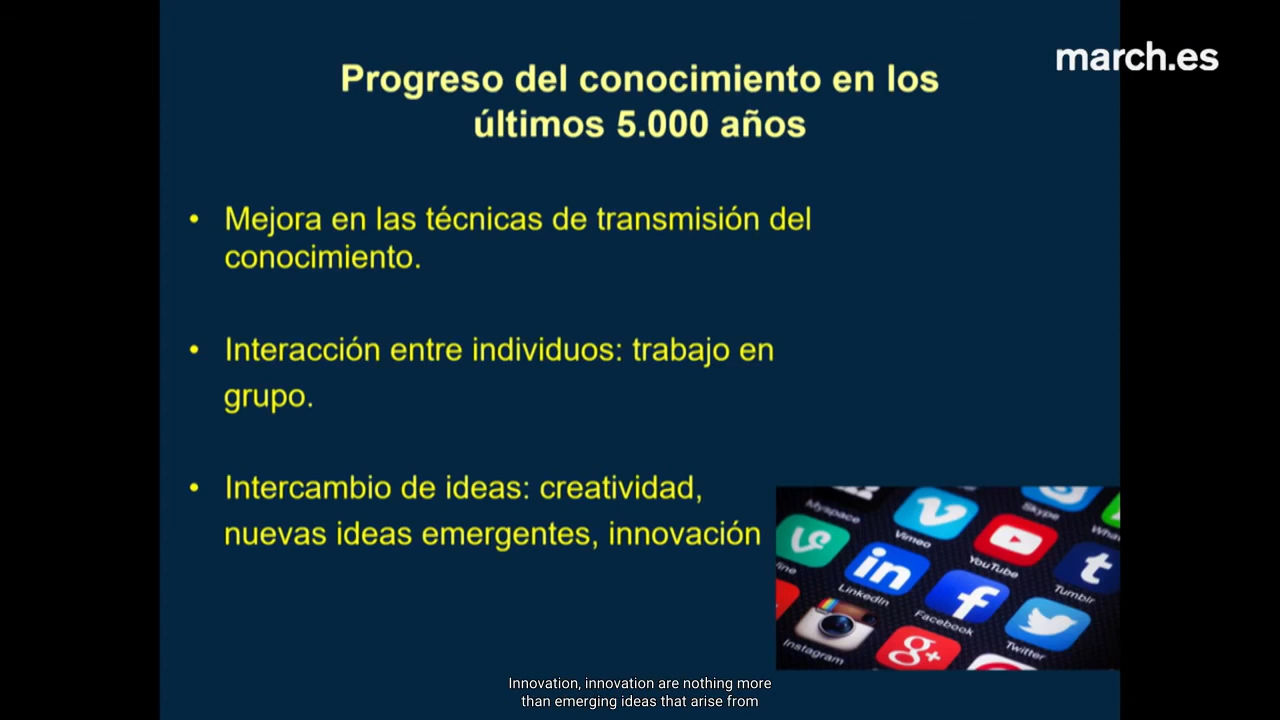 march.es
Progreso del conocimiento en los
últimos 5.000 años
• Mejora en las técnicas de transmisión del
conocimiento.
• Interacción entre individuos: trabajo en
grupo.
• Intercambio de ideas: creatividad,
nuevas ideas emergentes, innovación
Myspace
Vimeo
Skype
YouTube
LinkedIn
Tumblr
Facebook
Twitter
Instagram
Innovation, innovation are nothing more
than emerging ideas that arise from